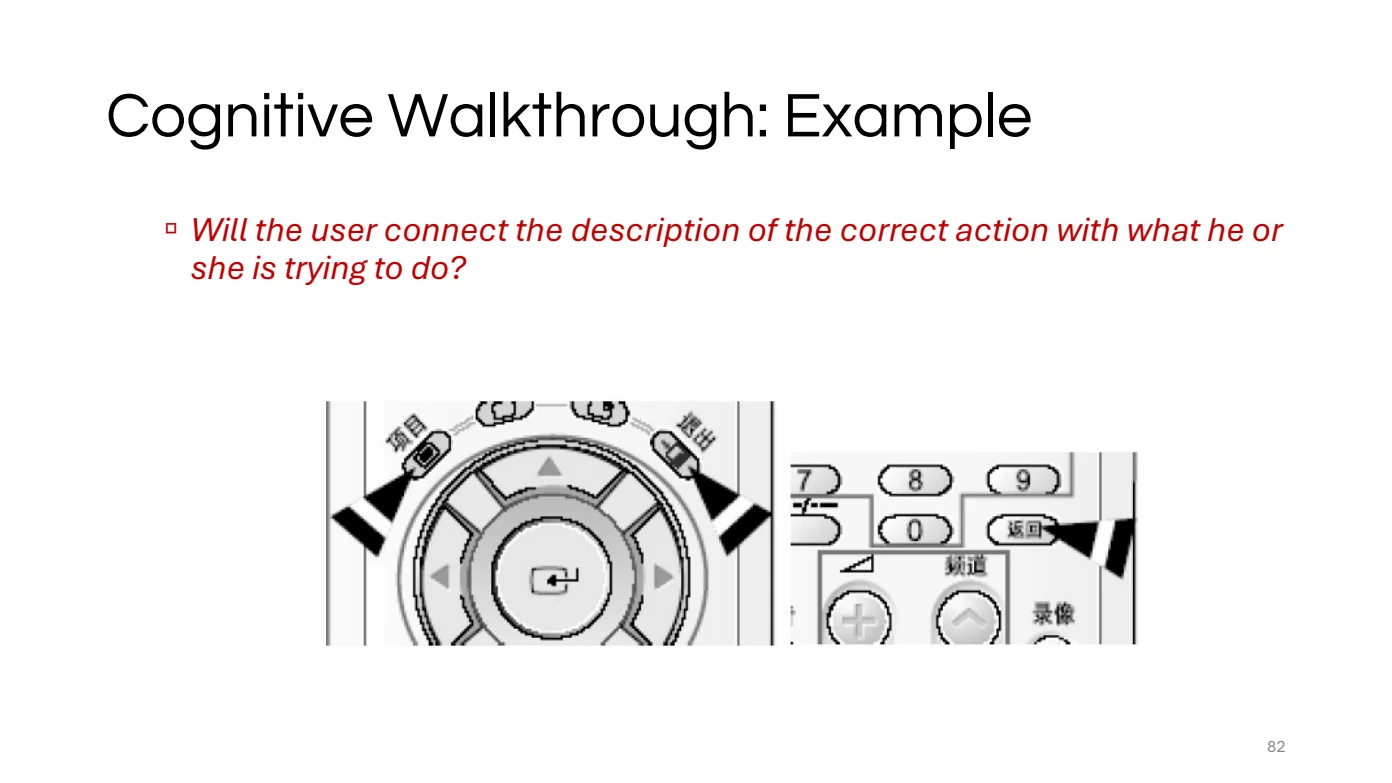 Cognitive Walkthrough: Example
Will the user connect the description of the correct action with what he or
she is trying to do?
项目
退出
7
8
9
-/--
0
返回
频道
录像
82